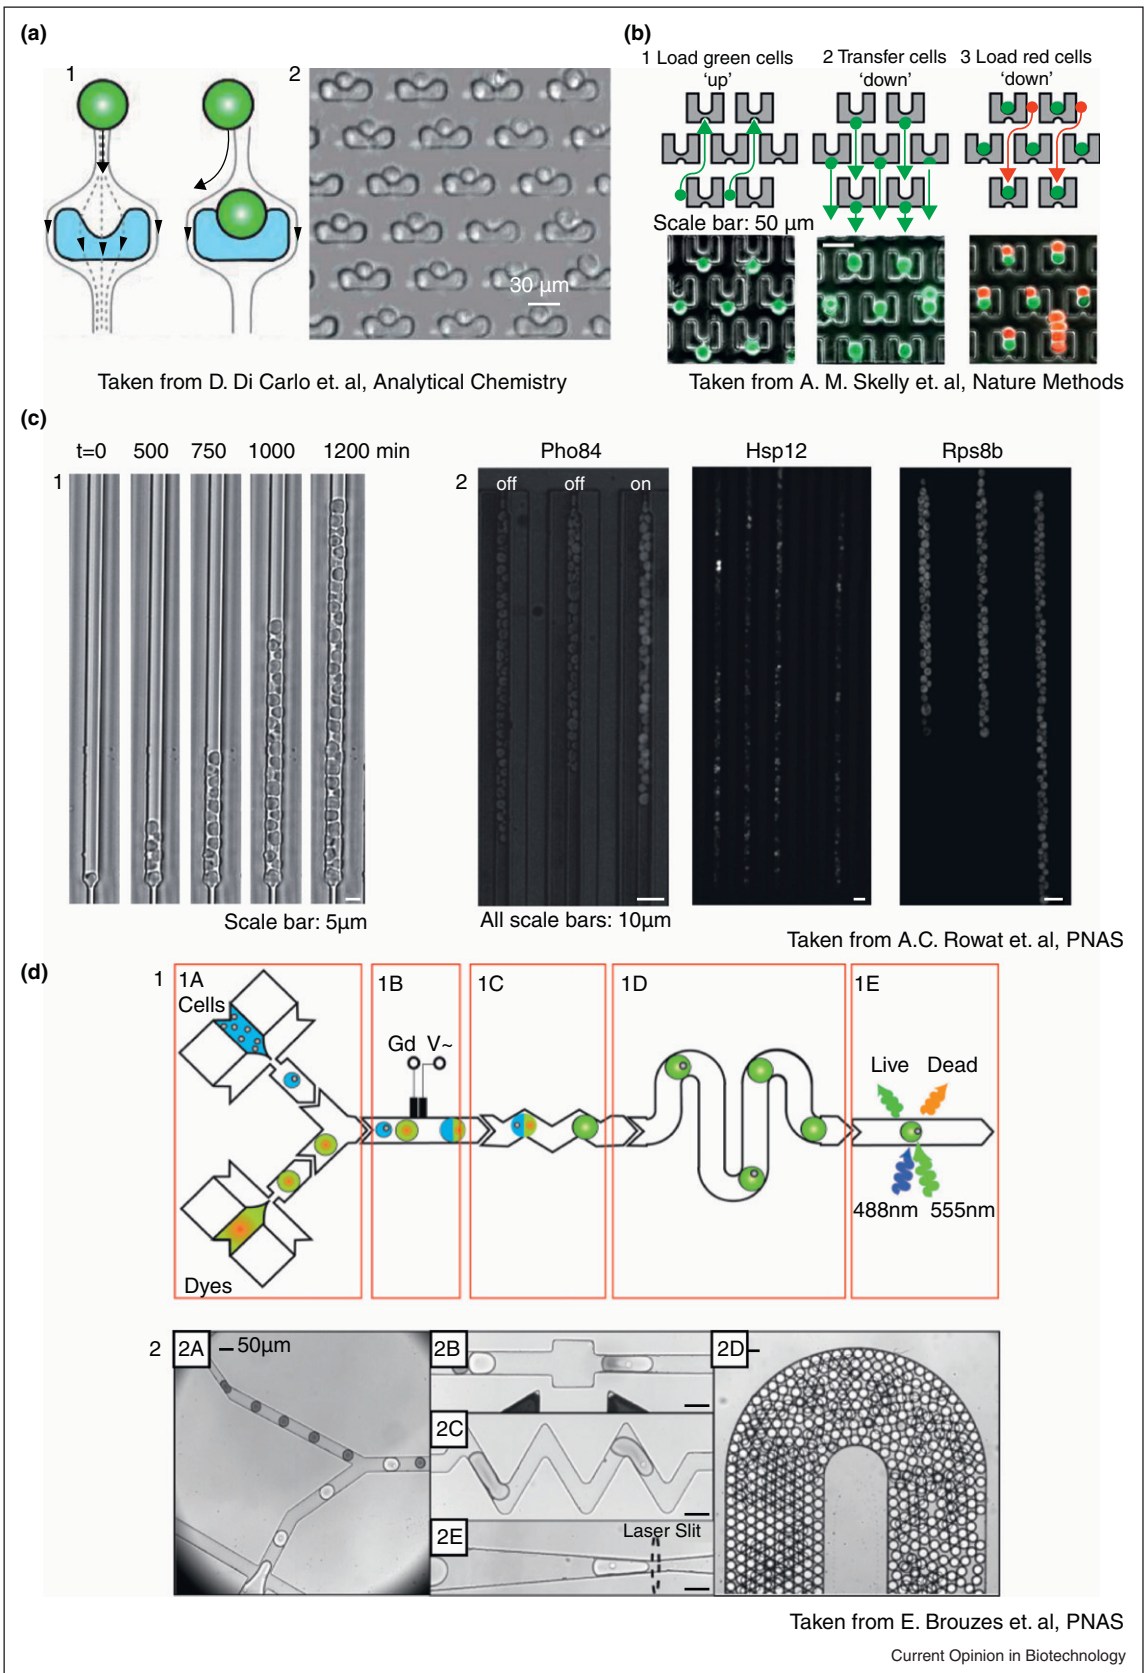 (a)
1
2
30 µm
Taken from D. Di Carlo et. al, Analytical Chemistry
(b)
1 Load green cells 'up'
2 Transfer cells 'down'
3 Load red cells 'down'
Scale bar: 50 µm
Taken from A. M. Skelly et. al, Nature Methods
(c)
1
t=0 500 750 1000 1200 min
Scale bar: 5µm
2
Pho84 Hsp12 Rps8b
off off on
All scale bars: 10µm
Taken from A.C. Rowat et. al, PNAS
(d)
1
1A
Cells
Dyes
1B
Gd V~
1C
1D
1E
Live Dead
488nm 555nm
2
2A
50µm
2B
2C
2E
Laser Slit
2D
Taken from E. Brouzes et. al, PNAS
Current Opinion in Biotechnology